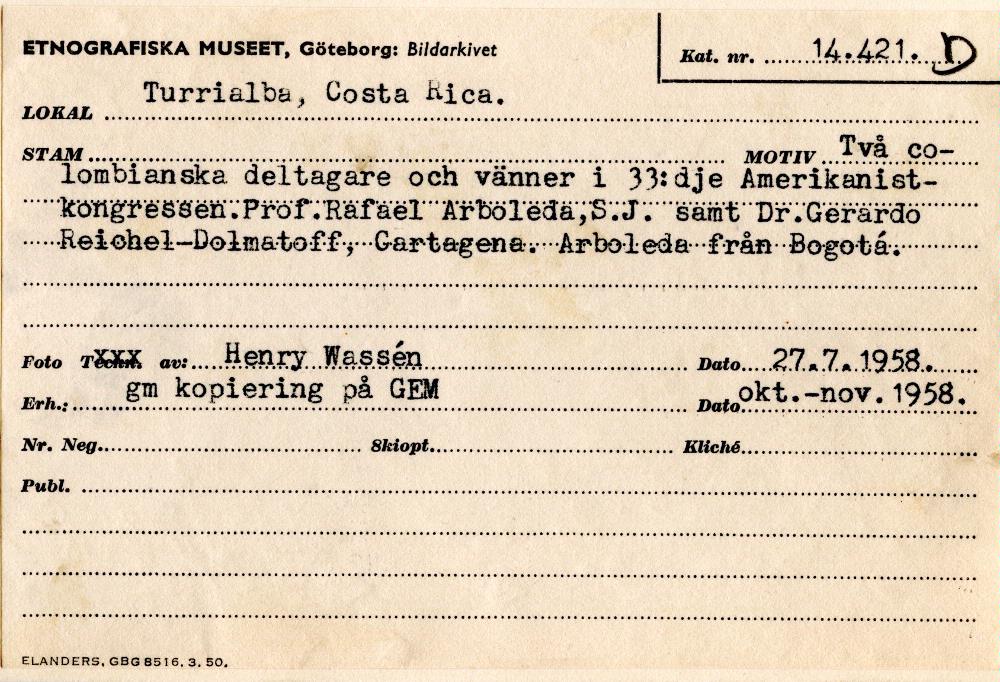 ETNOGRAFISKA MUSEET, Göteborg: Bildarkivet
Kat. nr. 14.421. D
LOKAL Turrialba, Costa Rica.
STAM MOTIV Två co-
lombianska deltagare och vänner i 33:dje Amerikanist-
kongressen.Prof.Rafael Arboleda,S.J. samt Dr.Gerardo
Reichel-Dolmatoff, Cartagena. Arboleda från Bogotá.
Foto Txxx av: Henry Wassén Dato 27.7.1958.
Erh.: gm kopiering på GEM Dato okt.-nov.1958.
Nr. Neg. Skiopt. Kliché
Publ.
ELANDERS, GBG 8516. 3. 50.